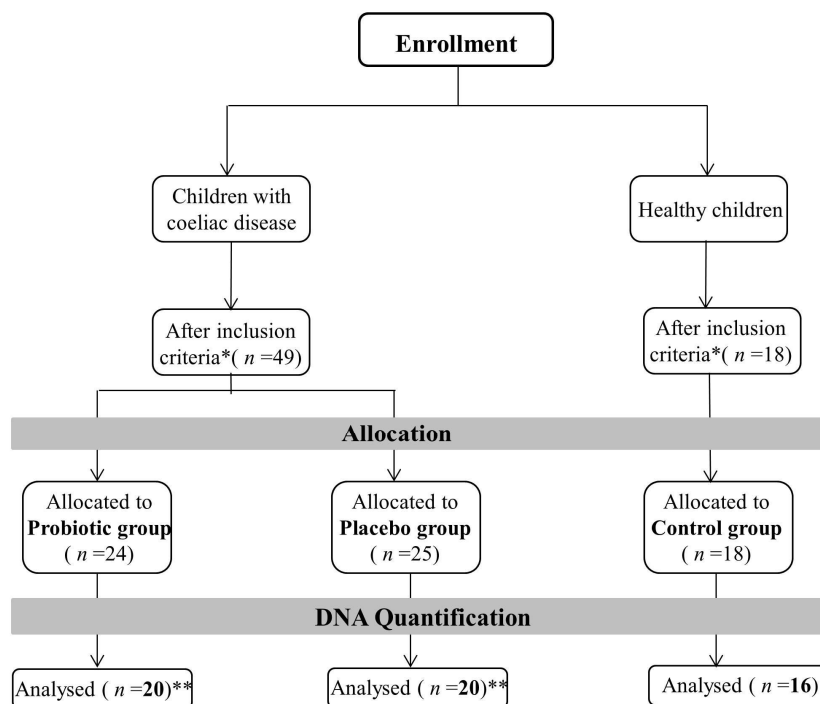 Enrollment
Children with
coeliac disease
Healthy children
After inclusion
criteria*( n =49)
After inclusion
criteria*( n =18)
Allocation
Allocated to
Probiotic group
( n =24)
Allocated to
Placebo group
( n =25)
Allocated to
Control group
( n =18)
DNA Quantification
Analysed ( n =20)**
Analysed ( n =20)**
Analysed ( n =16)